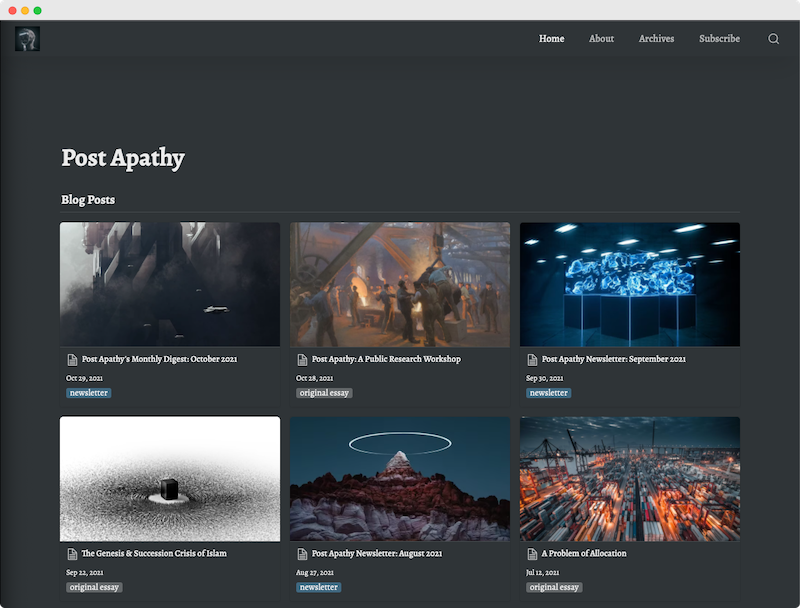 Home About Archives Subscribe
Post Apathy
Blog Posts
Post Apathy's Monthly Digest: October 2021
Oct 29, 2021
newsletter
Post Apathy: A Public Research Workshop
Oct 28, 2021
original essay
Post Apathy Newsletter: September 2021
Sep 30, 2021
newsletter
The Genesis & Succession Crisis of Islam
Sep 22, 2021
original essay
Post Apathy Newsletter: August 2021
Aug 27, 2021
newsletter
A Problem of Allocation
Jul 12, 2021
original essay